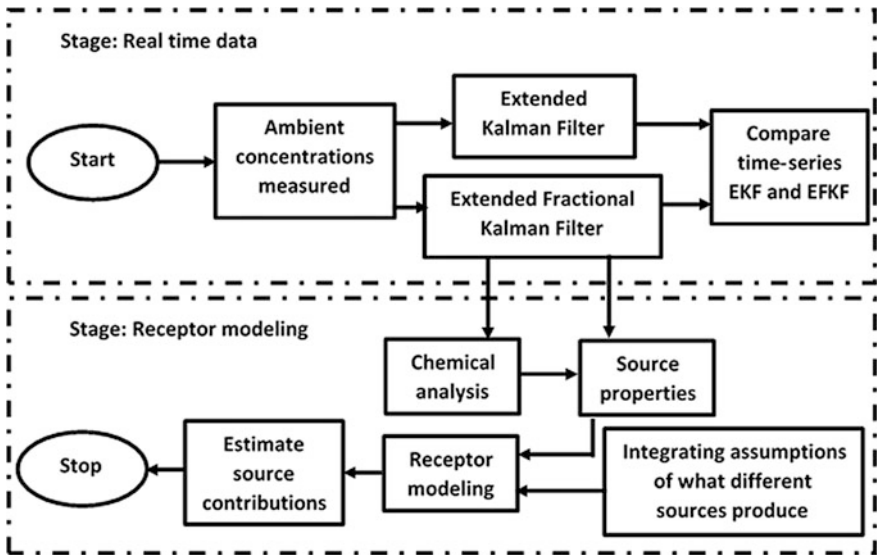 Stage: Real time data
Start
Ambient
concentrations
measured
Extended
Kalman Filter
Extended Fractional
Kalman Filter
Compare
time-series
EKF and EFKF
Stage: Receptor modeling
Chemical
analysis
Source
properties
Stop
Estimate
source
contributions
Receptor
modeling
Integrating assumptions
of what different
sources produce